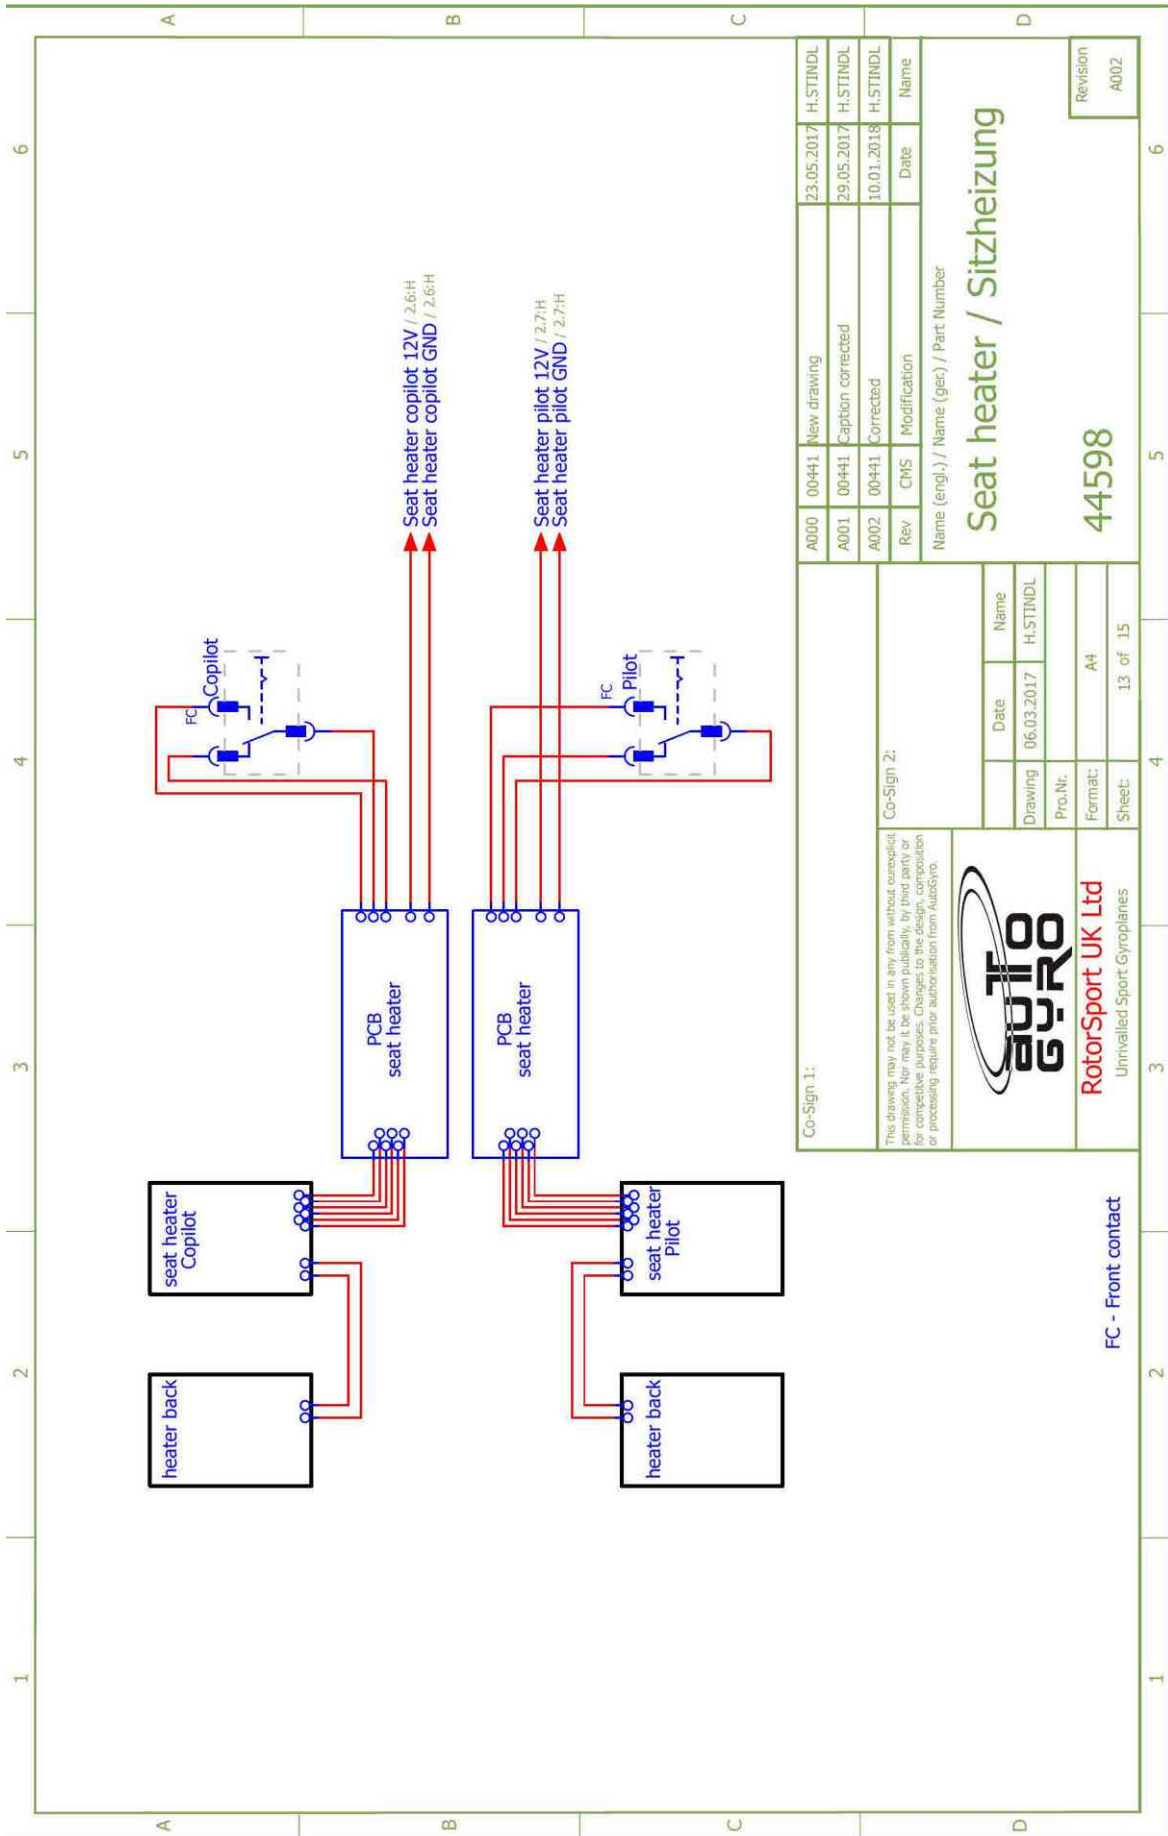 1
2
3
4
5
6
A
B
C
D
heater back
seat heater
Copilot
PCB
seat heater
FC
Copilot
Seat heater copilot 12V / 2.6:H
Seat heater copilot GND / 2.6:H
heater back
seat heater
Pilot
PCB
seat heater
FC
Pilot
Seat heater pilot 12V / 2.7:H
Seat heater pilot GND / 2.7:H
FC - Front contact
Co-Sign 1:
Co-Sign 2:
This drawing may not be used in any from without ourexplicit
permission. Nor may it be shown publically, by third party or
for competitive purposes. Changes to the design, composition
or processing require prior authorisation from AutoGyro.
AUTO
GYRO
RotorSport UK Ltd
Unrivalled Sport Gyroplanes
Date Name
Drawing 06.03.2017 H.STINDL
Pro.Nr.
Format: A4
Sheet: 13 of 15
A000 00441 New drawing 23.05.2017 H.STINDL
A001 00441 Caption corrected 29.05.2017 H.STINDL
A002 00441 Corrected 10.01.2018 H.STINDL
Rev CMS Modification Date Name
Name (engl.) / Name (ger.) / Part Number
Seat heater / Sitzheizung
44598
Revision
A002
1
2
3
4
5
6
A
B
C
D